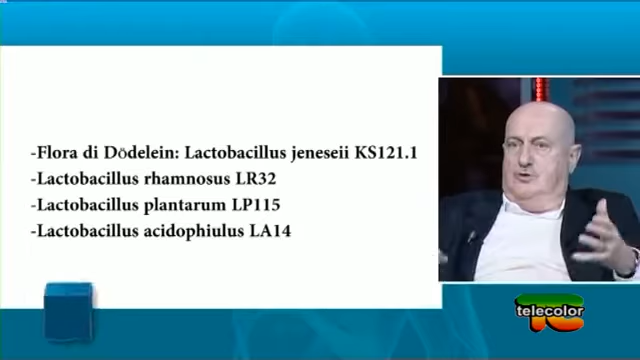 -Flora di Dödelein: Lactobacillus jeneseii KS121.1
-Lactobacillus rhamnosus LR32
-Lactobacillus plantarum LP115
-Lactobacillus acidophiulus LA14
telecolor